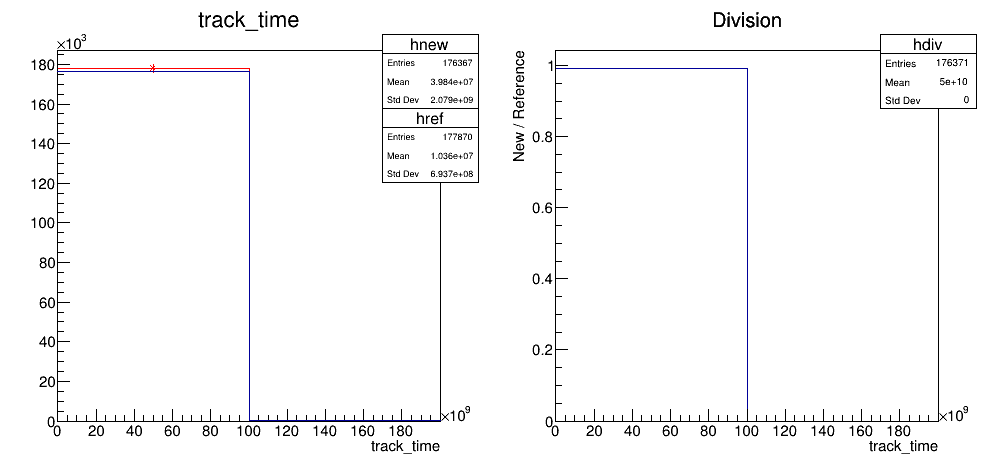 track_time
×10³
hnew
Entries 176367
Mean 3.984e+07
Std Dev 2.079e+09
href
Entries 177870
Mean 1.036e+07
Std Dev 6.937e+08
180
160
140
120
100
80
60
40
20
0
0 20 40 60 80 100 120 140 160 180
×10⁹
track_time
Division
hdiv
Entries 176371
Mean 5e+10
Std Dev 0
New / Reference
1
0.8
0.6
0.4
0.2
0
0 20 40 60 80 100 120 140 160 180
×10⁹
track_time